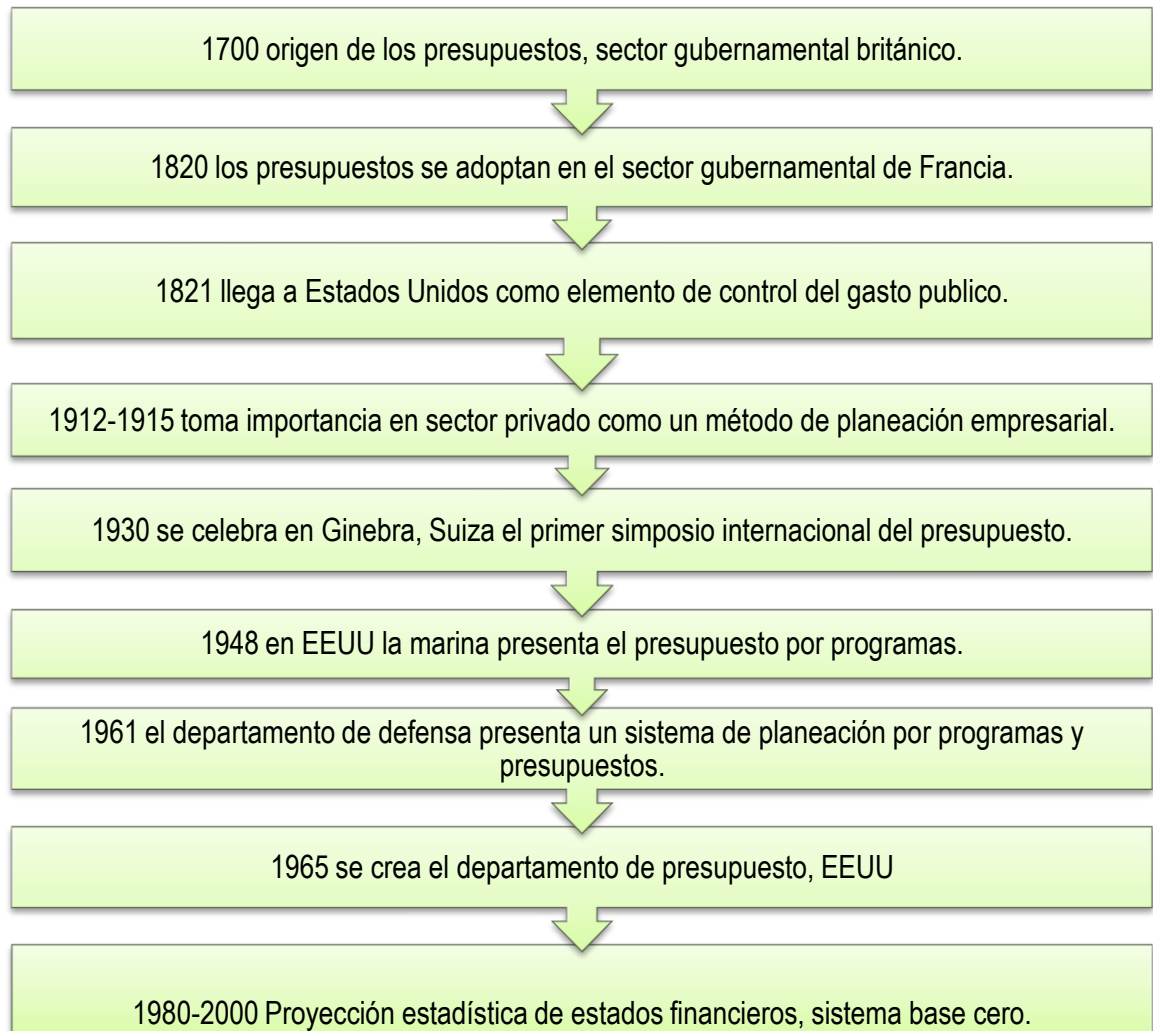 1700 origen de los presupuestos, sector gubernamental británico.
1820 los presupuestos se adoptan en el sector gubernamental de Francia.
1821 llega a Estados Unidos como elemento de control del gasto publico.
1912-1915 toma importancia en sector privado como un método de planeación empresarial.
1930 se celebra en Ginebra, Suiza el primer simposio internacional del presupuesto.
1948 en EEUU la marina presenta el presupuesto por programas.
1961 el departamento de defensa presenta un sistema de planeación por programas y
presupuestos.
1965 se crea el departamento de presupuesto, EEUU
1980-2000 Proyección estadística de estados financieros, sistema base cero.